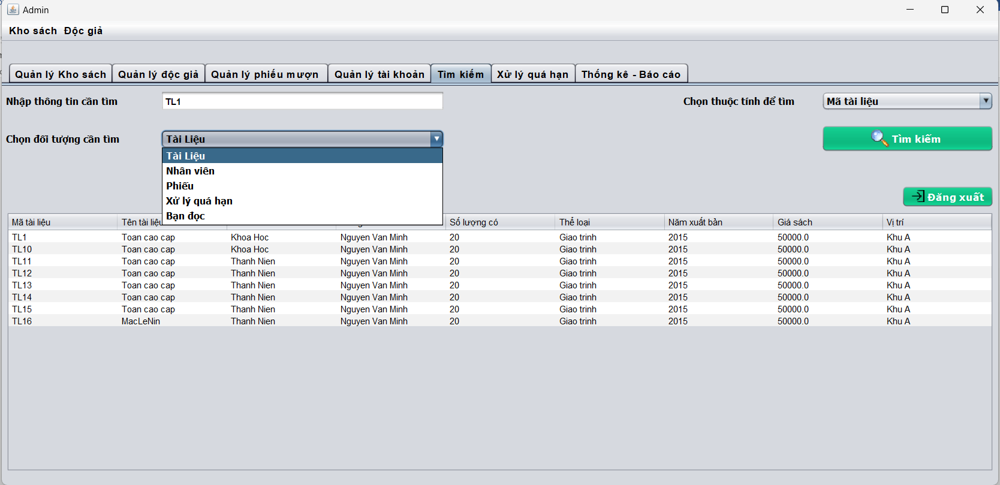 Admin
Kho sách Độc giả
Quản lý Kho sách Quản lý độc giả Quản lý phiếu mượn Quản lý tài khoản Tìm kiếm Xử lý quá hạn Thống kê - Báo cáo
Nhập thông tin cần tìm TL1 Chọn thuộc tính để tìm Mã tài liệu
Chọn đối tượng cần tìm Tài Liệu Tìm kiếm
Tài Liệu
Nhân viên
Phiếu
Xử lý quá hạn
Bạn đọc
Đăng xuất
Mã tài liệu Tên tài liệu Số lượng có Thể loại Năm xuất bản Giá sách Vị trí
TL1 Toan cao cap Khoa Hoc Nguyen Van Minh 20 Giao trinh 2015 50000.0 Khu A
TL10 Toan cao cap Khoa Hoc Nguyen Van Minh 20 Giao trinh 2015 50000.0 Khu A
TL11 Toan cao cap Thanh Nien Nguyen Van Minh 20 Giao trinh 2015 50000.0 Khu A
TL12 Toan cao cap Thanh Nien Nguyen Van Minh 20 Giao trinh 2015 50000.0 Khu A
TL13 Toan cao cap Thanh Nien Nguyen Van Minh 20 Giao trinh 2015 50000.0 Khu A
TL14 Toan cao cap Thanh Nien Nguyen Van Minh 20 Giao trinh 2015 50000.0 Khu A
TL15 Toan cao cap Thanh Nien Nguyen Van Minh 20 Giao trinh 2015 50000.0 Khu A
TL16 MacLeNin Thanh Nien Nguyen Van Minh 20 Giao trinh 2015 50000.0 Khu A